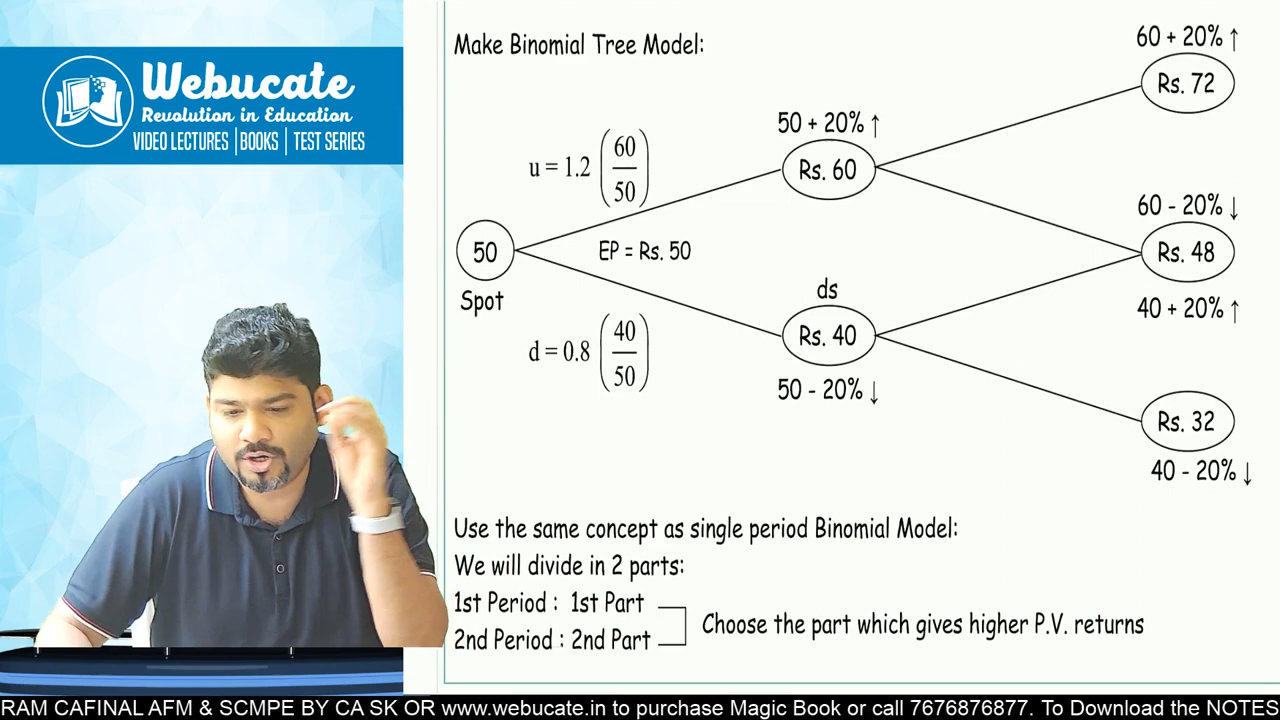 Webucate
Revolution in Education
VIDEO LECTURES | BOOKS | TEST SERIES
Make Binomial Tree Model:
60 + 20% ↑
Rs. 72
50 + 20% ↑
u = 1.2 (60/50)
Rs. 60
60 - 20% ↓
50
EP = Rs. 50
Rs. 48
Spot
ds
40 + 20% ↑
d = 0.8 (40/50)
Rs. 40
50 - 20% ↓
Rs. 32
40 - 20% ↓
Use the same concept as single period Binomial Model:
We will divide in 2 parts:
1st Period : 1st Part
2nd Period : 2nd Part
Choose the part which gives higher P.V. returns
RAM CAFINAL AFM & SCMPE BY CA SK OR www.webucate.in to purchase Magic Book or call 7676876877. To Download the NOTES